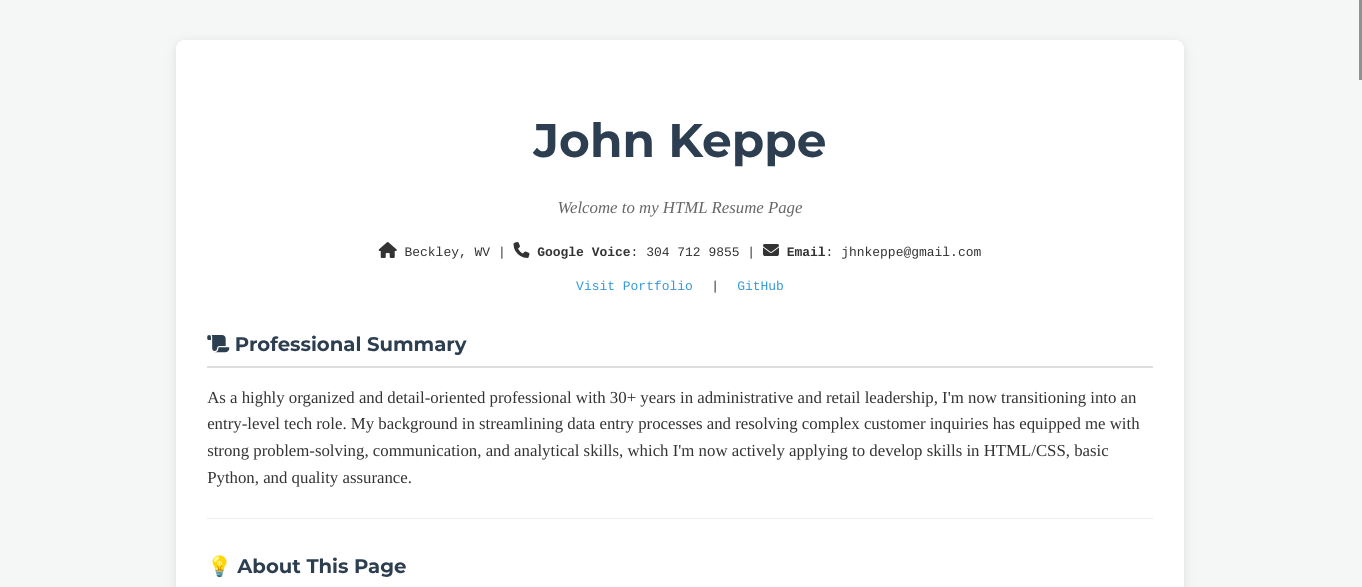 John Keppe
Welcome to my HTML Resume Page
Beckley, WV | Google Voice: 304 712 9855 | Email: jhnkeppe@gmail.com
Visit Portfolio | GitHub
Professional Summary
As a highly organized and detail-oriented professional with 30+ years in administrative and retail leadership, I'm now transitioning into an
entry-level tech role. My background in streamlining data entry processes and resolving complex customer inquiries has equipped me with
strong problem-solving, communication, and analytical skills, which I'm now actively applying to develop skills in HTML/CSS, basic
Python, and quality assurance.
💡 About This Page